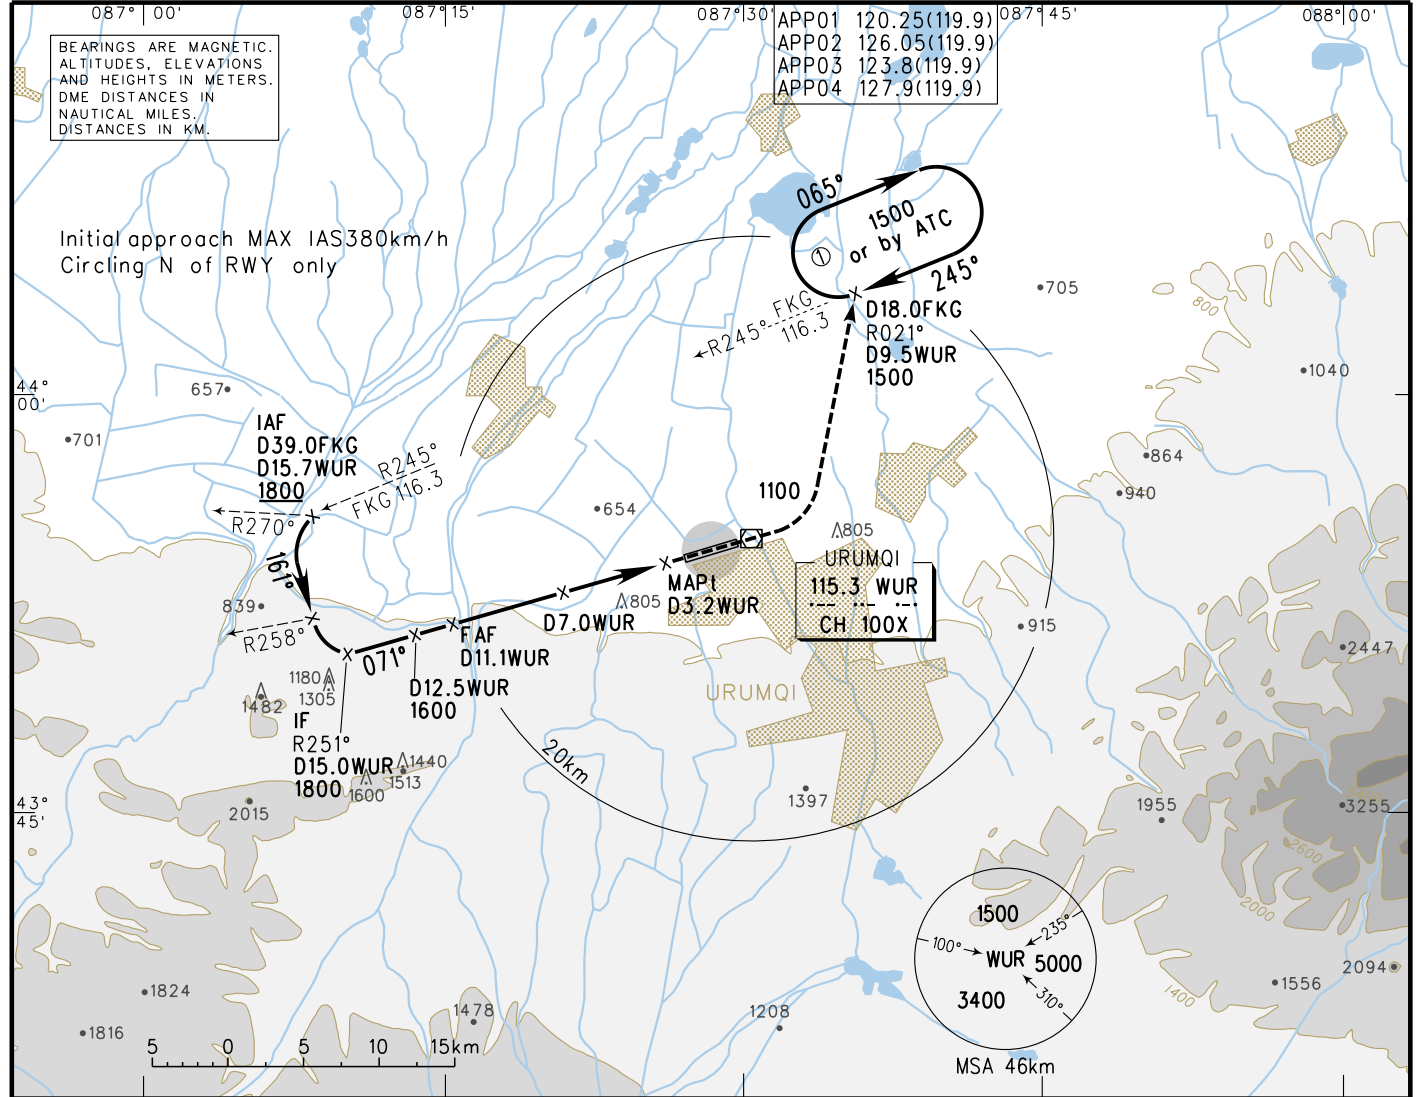 087° 00'
087°15'
087°30'
087°45'
088°00'
BEARINGS ARE MAGNETIC.
ALTITUDES, ELEVATIONS
AND HEIGHTS IN METERS.
DME DISTANCES IN
NAUTICAL MILES.
DISTANCES IN KM.
APP01 120.25(119.9)
APP02 126.05(119.9)
APP03 123.8(119.9)
APP04 127.9(119.9)
Initial approach MAX IAS380km/h
Circling N of RWY only
065°
1500
or by ATC
①
245°
R245° FKG
116.3
D18.0FKG
R021°
D9.5WUR
1500
705
800
1040
44°
00'
657
701
IAF
D39.0FKG
D15.7WUR
1800
R245°
FKG 116.3
R270°
161°
839
R258°
654
1100
864
940
805
URUMQI
115.3 WUR
CH 100X
MAPt
D3.2WUR
805
D7.0WUR
FAF
D11.1WUR
071°
D12.5WUR
1600
915
2447
1180
1305
1482
IF
R251°
D15.0WUR
1800
1440
1513
1600
URUMQI
20km
43°
45'
2015
1397
1955
3255
2600
2000
1400
1500
100°
235°
WUR 5000
3400
310°
MSA 46km
2094
1556
1824
1816
1478
1208
5 0 5 10 15km